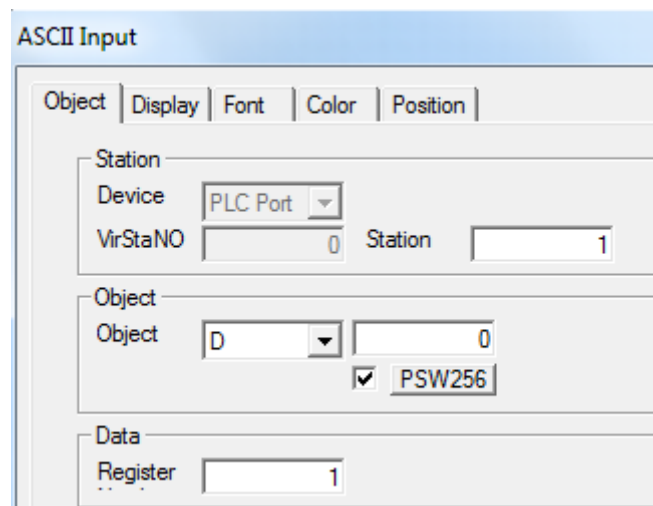 ASCII Input
Object Display Font Color Position
Station
Device PLC Port
VirStaNO 0 Station 1
Object
Object D 0
PSW256
Data
Register 1